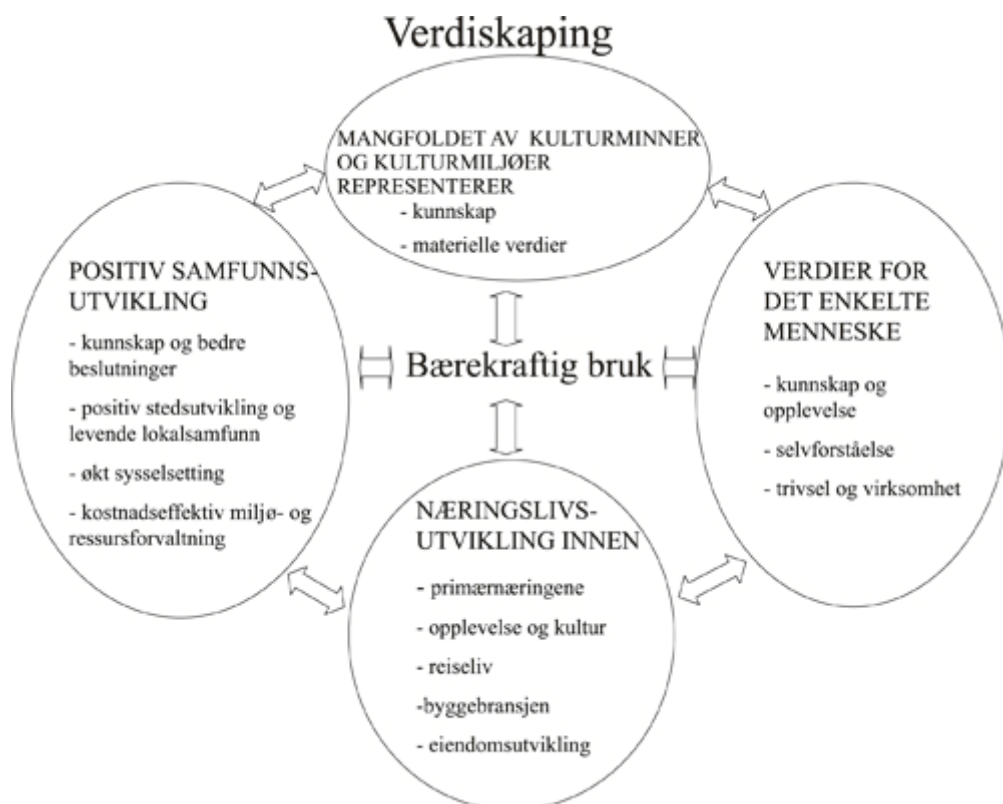 Verdiskaping
MANGFOLDET AV KULTURMINNER
OG KULTURMILJØER
REPRESENTERER
- kunnskap
- materielle verdier
POSITIV SAMFUNNS-
UTVIKLING
- kunnskap og bedre
beslutninger
- positiv stedsutvikling og
levende lokalsamfunn
- økt sysselsetting
- kostnadseffektiv miljø- og
ressursforvaltning
Bærekraftig bruk
VERDIER FOR
DET ENKELTE
MENNESKE
- kunnskap og
opplevelse
- selvforståelse
- trivsel og virksomhet
NÆRINGSLIVS-
UTVIKLING INNEN
- primærnæringene
- opplevelse og kultur
- reiseliv
-byggebransjen
- eiendomsutvikling